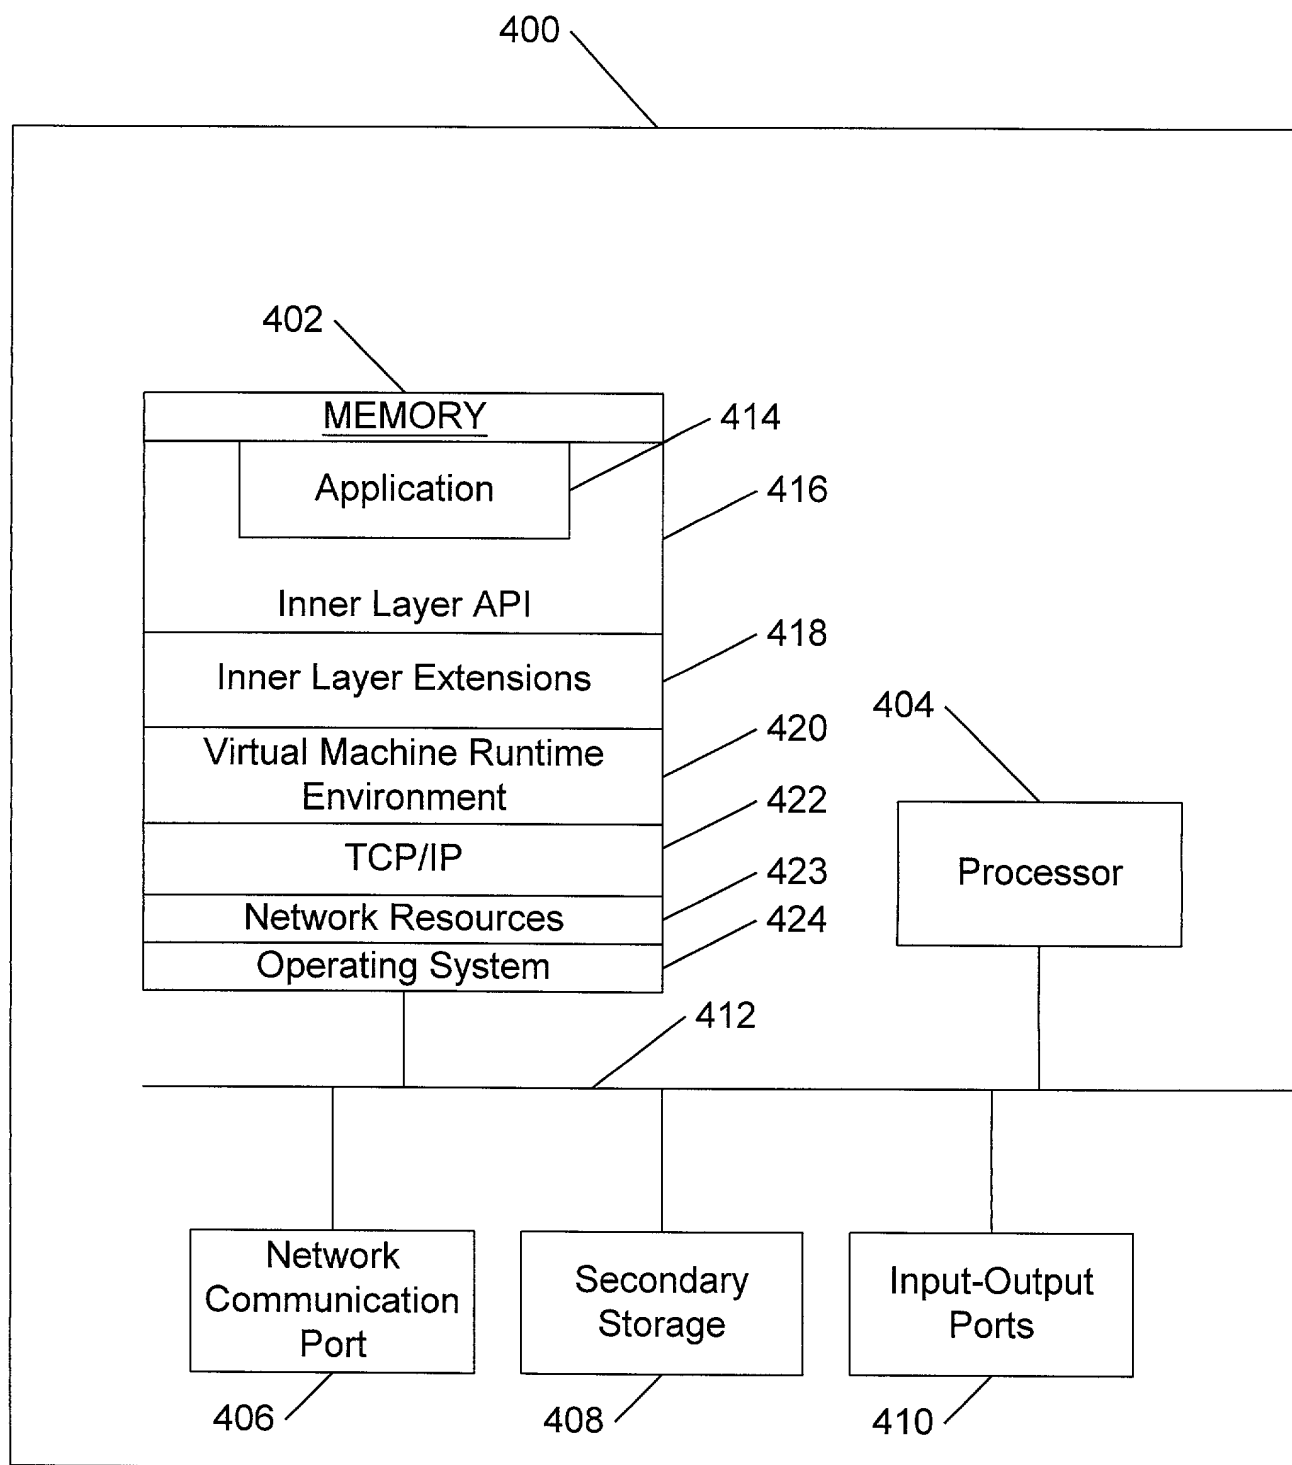 400
402
MEMORY
414
Application
416
Inner Layer API
418
Inner Layer Extensions
404
420
Virtual Machine Runtime
Environment
422
TCP/IP
Processor
423
Network Resources
424
Operating System
412
Network
Communication
Port
Secondary
Storage
Input-Output
Ports
406
408
410